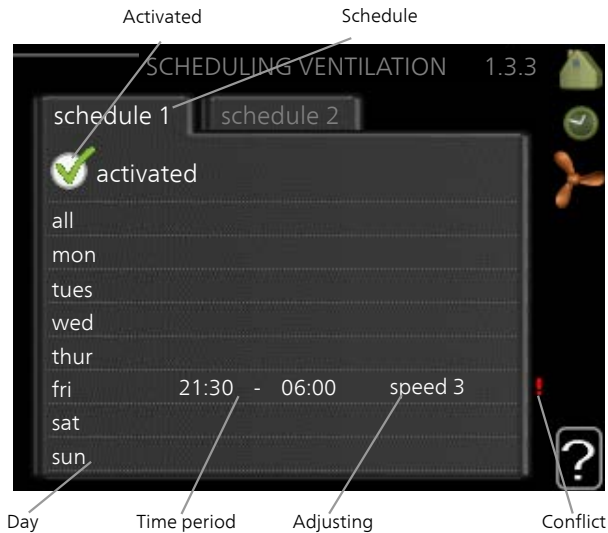 Activated Schedule
SCHEDULING VENTILATION 1.3.3
schedule 1 schedule 2
activated
all
mon
tues
wed
thur
fri 21:30 - 06:00 speed 3 !
sat
sun
?
Day Time period Adjusting Conflict